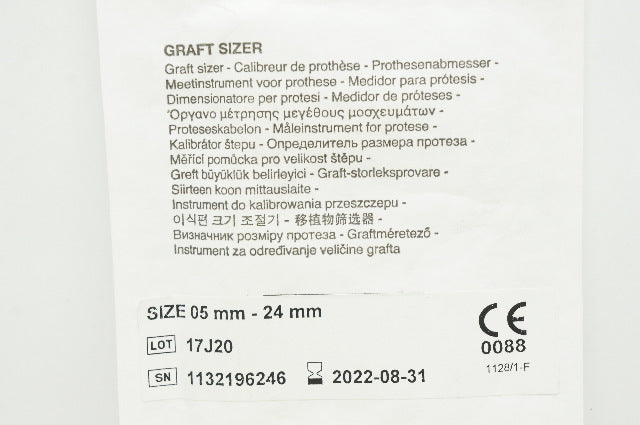 GRAFT SIZER
Graft sizer - Calibreur de prothèse - Prothesenabmesser -
Meetinstrument voor prothese - Medidor para prótesis -
Dimensionatore per protesi - Medidor de próteses -
Όργανο μέτρησης μεγέθους μοσχευμάτων -
Proteseskabelon - Måleinstrument for protese -
Kalibrátor štepu - Определитель размера протеза -
Měřicí pomůcka pro velikost štěpu -
Greft büyüklük belirleyici - Graft-storleksprovare -
Siirteen koon mittauslaite -
Instrument do kalibrowania przeszczepu -
이식편 크기 조절기 - 移植物筛选器 -
Визначник розміру протеза - Graftméretező -
Instrument za određivanje veličine grafta
SIZE 05 mm - 24 mm
LOT 17J20
SN 1132196246 2022-08-31
CE
0088
1128/1-F